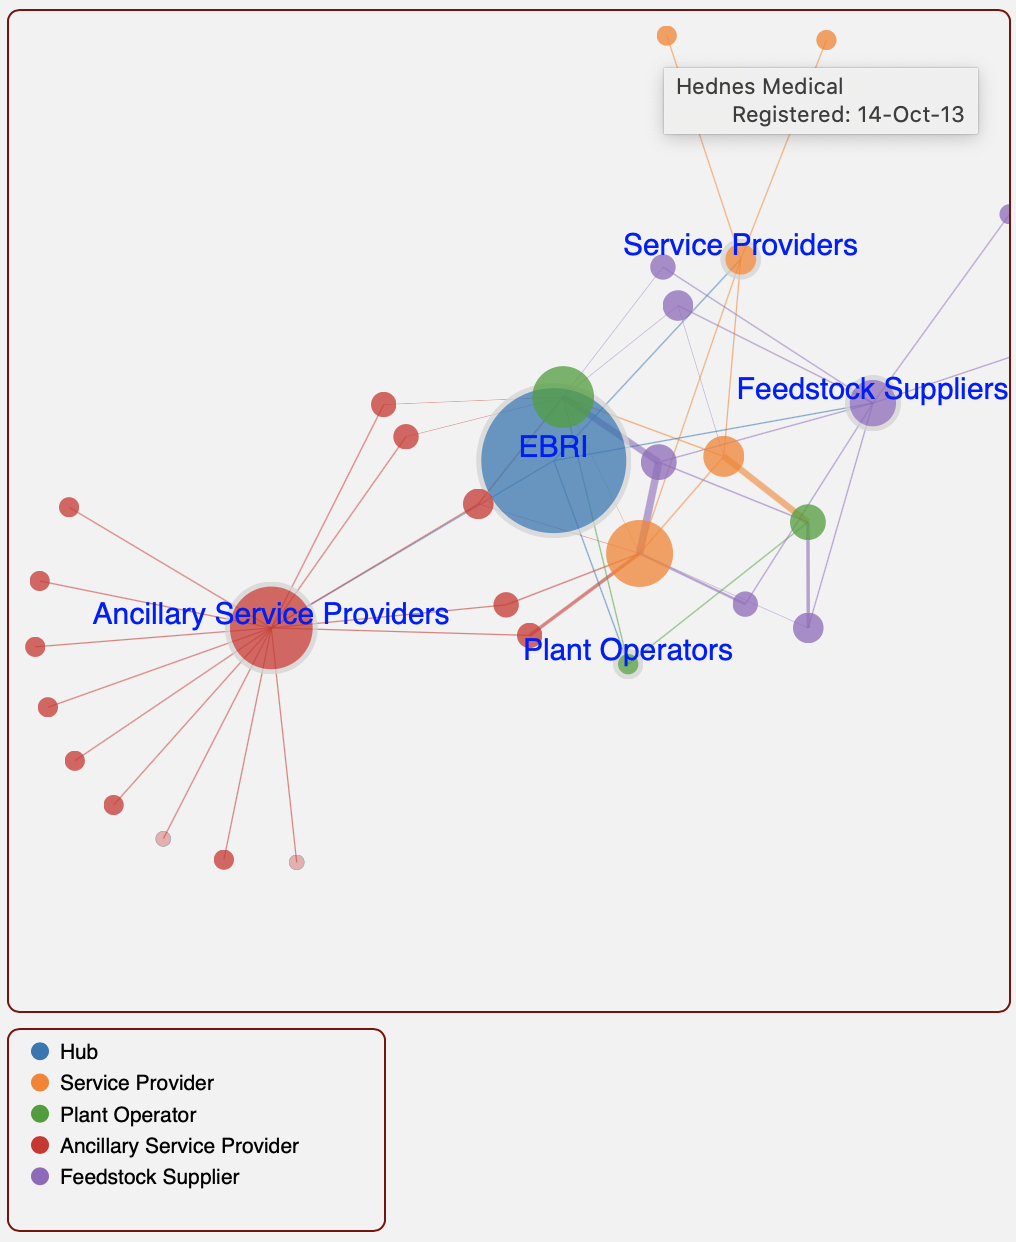 Hednes Medical
Registered: 14-Oct-13
Service Providers
Feedstock Suppliers
EBRI
Ancillary Service Providers
Plant Operators
Hub
Service Provider
Plant Operator
Ancillary Service Provider
Feedstock Supplier